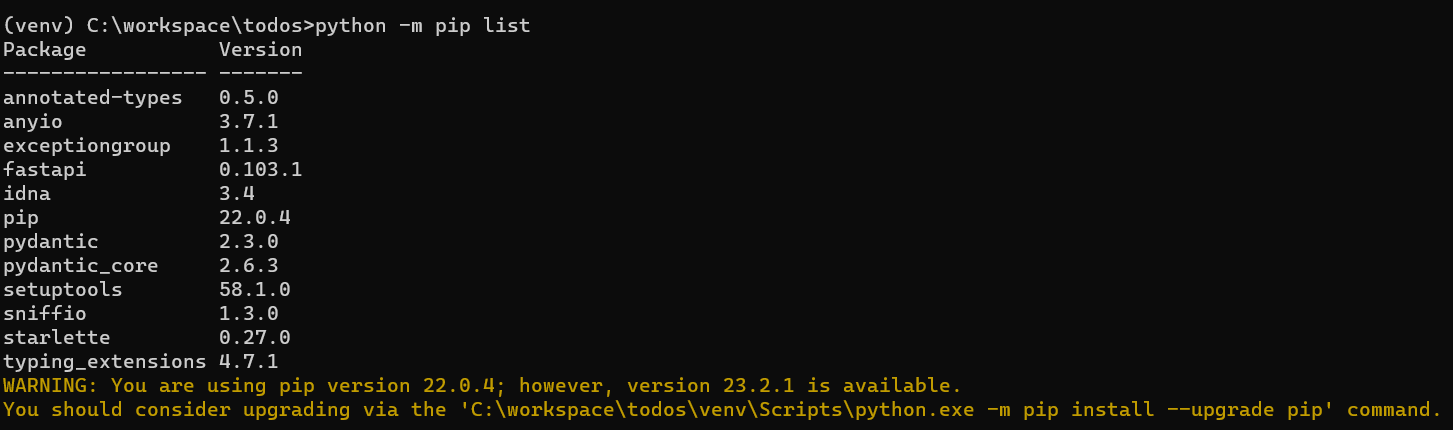 (venv) C:\workspace\todos>python -m pip list
Package           Version
----------------- -------
annotated-types   0.5.0
anyio             3.7.1
exceptiongroup    1.1.3
fastapi           0.103.1
idna              3.4
pip               22.0.4
pydantic          2.3.0
pydantic_core     2.6.3
setuptools        58.1.0
sniffio           1.3.0
starlette         0.27.0
typing_extensions 4.7.1
WARNING: You are using pip version 22.0.4; however, version 23.2.1 is available.
You should consider upgrading via the 'C:\workspace\todos\venv\Scripts\python.exe -m pip install --upgrade pip' command.